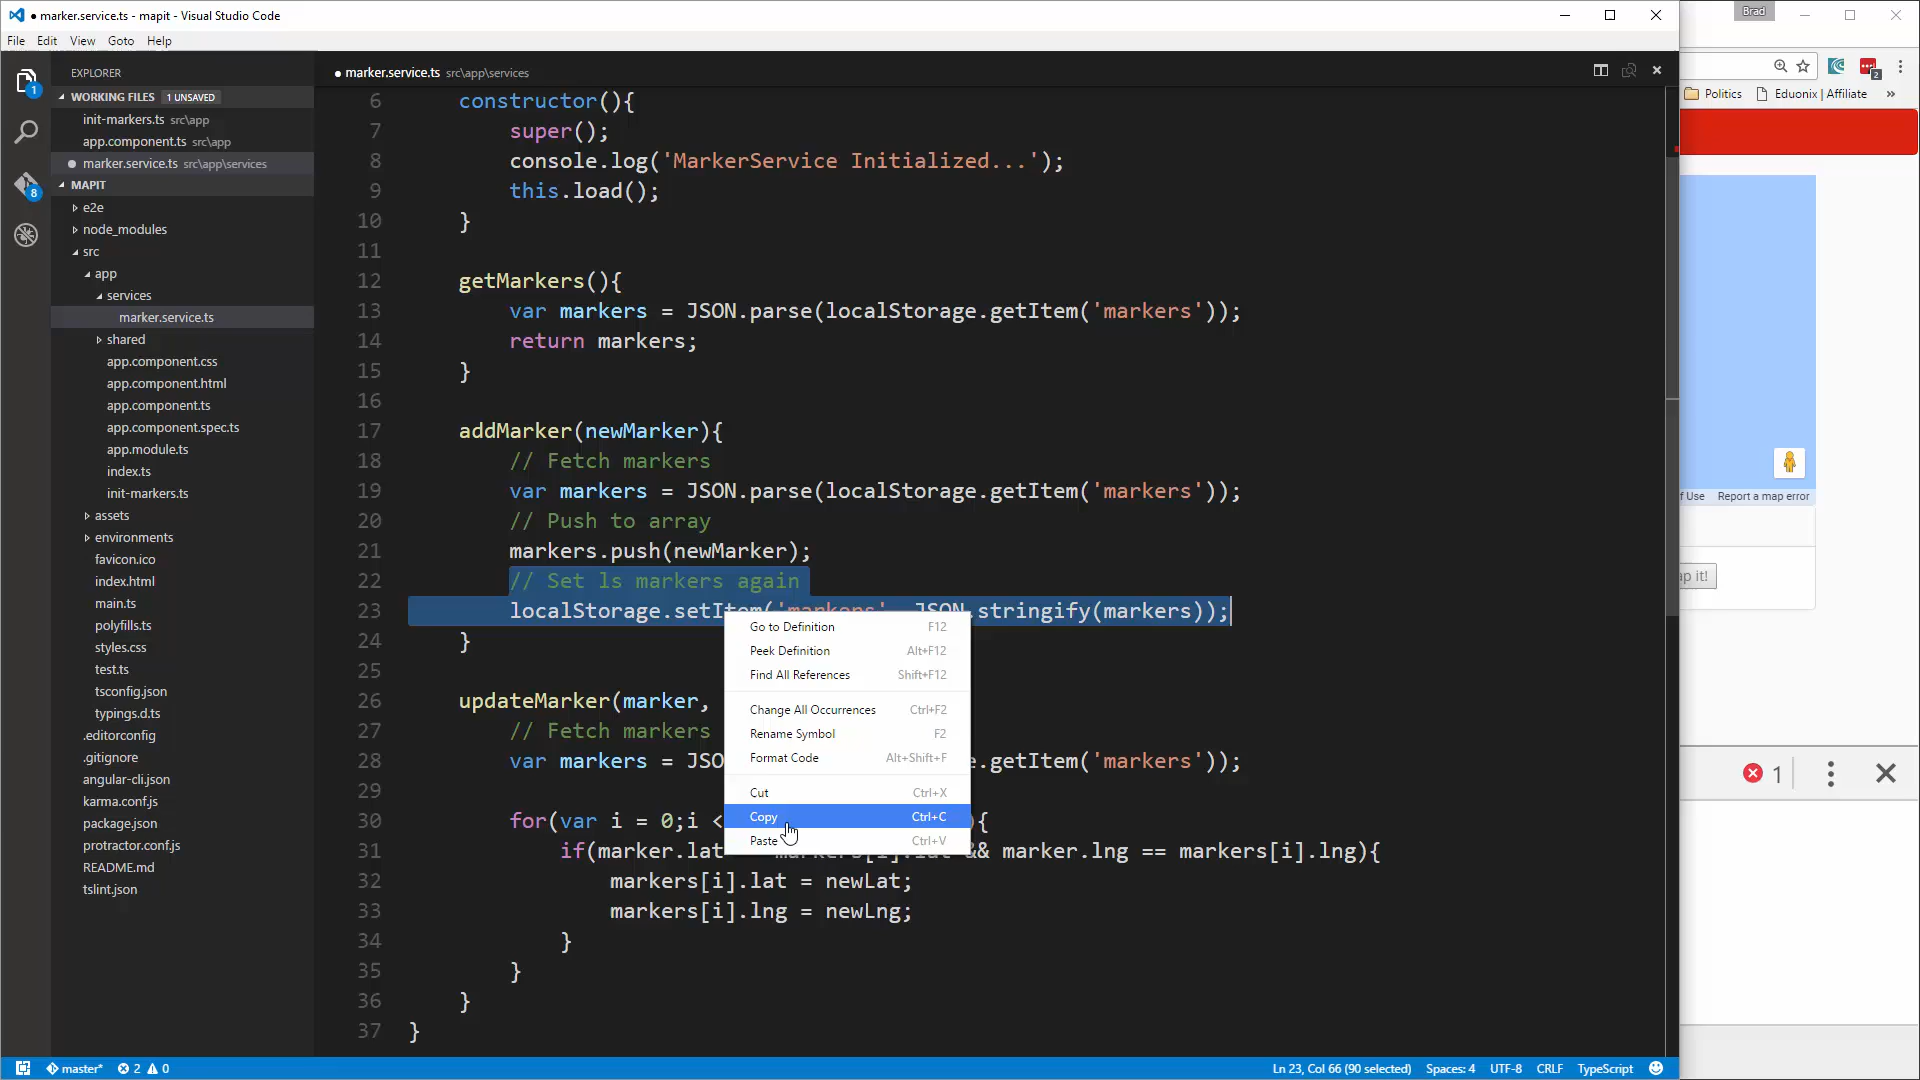 ● marker.service.ts - mapit - Visual Studio Code
Brad
File Edit View Goto Help
EXPLORER
WORKING FILES 1 UNSAVED
init-markers.ts src\app
app.component.ts src\app
marker.service.ts src\app\services
MAPIT
e2e
node_modules
src
app
services
marker.service.ts
shared
app.component.css
app.component.html
app.component.ts
app.component.spec.ts
app.module.ts
index.ts
init-markers.ts
assets
environments
favicon.ico
index.html
main.ts
polyfills.ts
styles.css
test.ts
tsconfig.json
typings.d.ts
.editorconfig
.gitignore
angular-cli.json
karma.conf.js
package.json
protractor.conf.js
README.md
tslint.json
1
8
● marker.service.ts src\app\services
6 constructor(){
7 super();
8 console.log('MarkerService Initialized...');
9 this.load();
10 }
11
12 getMarkers(){
13 var markers = JSON.parse(localStorage.getItem('markers'));
14 return markers;
15 }
16
17 addMarker(newMarker){
18 // Fetch markers
19 var markers = JSON.parse(localStorage.getItem('markers'));
20 // Push to array
21 markers.push(newMarker);
22 // Set ls markers again
23 localStorage.setItem('markers', JSON.stringify(markers));
24 }
25
26 updateMarker(marker,
27 // Fetch markers
28 var markers = JSO e.getItem('markers'));
29
30 for(var i = 0;i < ){
31 if(marker.lat markers[i].lat && marker.lng == markers[i].lng){
32 markers[i].lat = newLat;
33 markers[i].lng = newLng;
34 }
35 }
36 }
37 }
Go to Definition F12
Peek Definition Alt+F12
Find All References Shift+F12
Change All Occurrences Ctrl+F2
Rename Symbol F2
Format Code Alt+Shift+F
Cut Ctrl+X
Copy Ctrl+C
Paste Ctrl+V
2
Politics Eduonix | Affiliate »
f Use Report a map error
ap it!
1
master* 2 0
Ln 23, Col 66 (90 selected) Spaces: 4 UTF-8 CRLF TypeScript